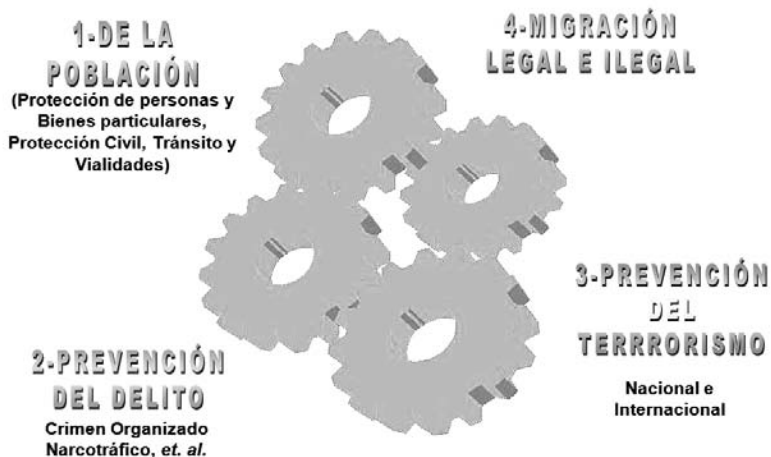 1-DE LA
POBLACIÓN
(Protección de personas y
Bienes particulares,
Protección Civil, Tránsito y
Vialidades)
2-PREVENCIÓN
DEL DELITO
Crimen Organizado
Narcotráfico, et. al.
3-PREVENCIÓN
DEL
TERRRORISMO
Nacional e
Internacional
4-MIGRACIÓN
LEGAL E ILEGAL